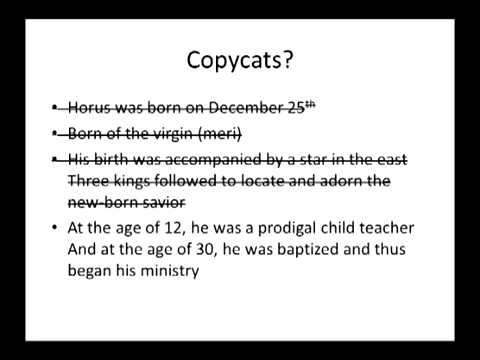 Copycats?
• Horus was born on December 25th
• Born of the virgin (meri)
• His birth was accompanied by a star in the east
Three kings followed to locate and adorn the
new-born savior
• At the age of 12, he was a prodigal child teacher
And at the age of 30, he was baptized and thus
began his ministry